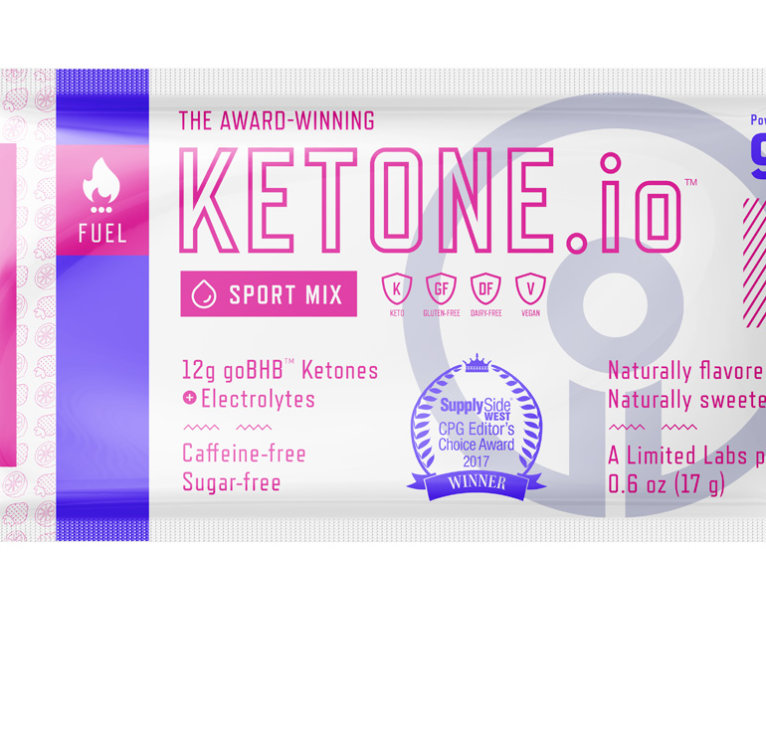 THE AWARD-WINNING
KETONE.io™
FUEL
SPORT MIX
K GF DF V
KETO GLUTEN-FREE DAIRY-FREE VEGAN
12g goBHB™ Ketones
+ Electrolytes
Caffeine-free
Sugar-free
SupplySide®
WEST
CPG Editor's
Choice Award
2017
WINNER
Naturally flavore
Naturally sweete
A Limited Labs p
0.6 oz (17 g)